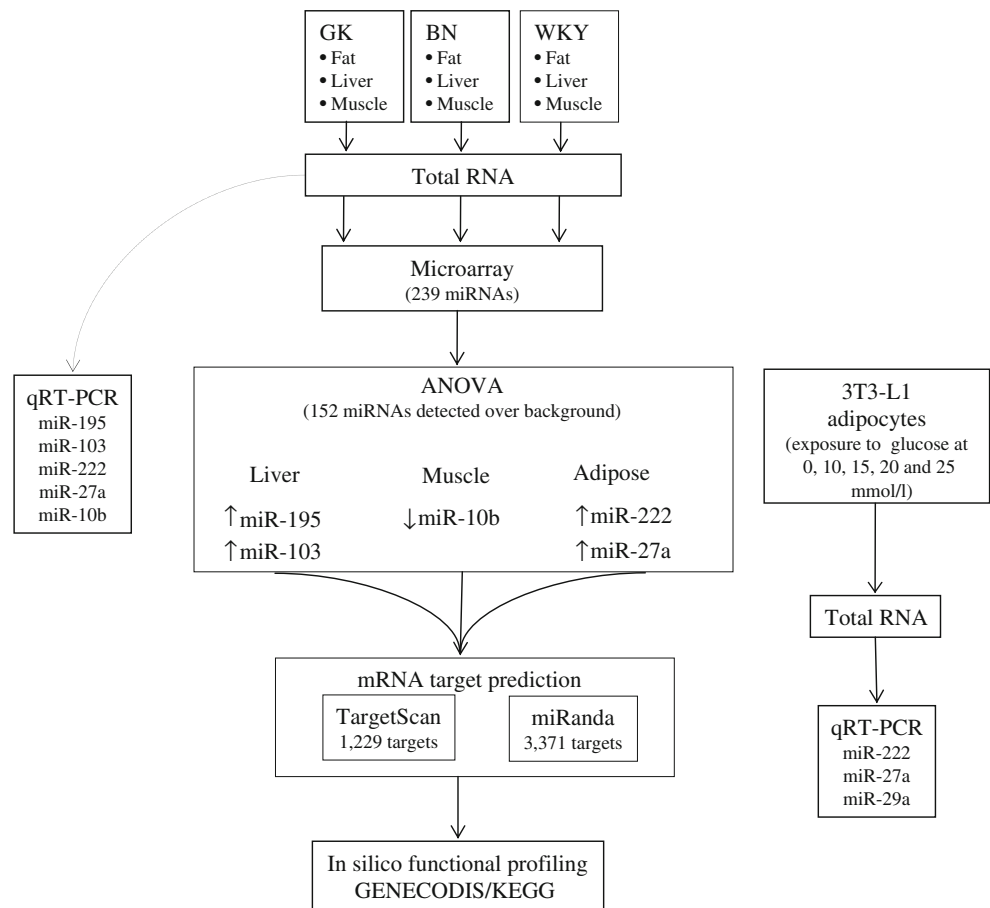 GK
• Fat
• Liver
• Muscle
BN
• Fat
• Liver
• Muscle
WKY
• Fat
• Liver
• Muscle
Total RNA
Microarray
(239 miRNAs)
qRT-PCR
miR-195
miR-103
miR-222
miR-27a
miR-10b
ANOVA
(152 miRNAs detected over background)
Liver
↑miR-195
↑miR-103
Muscle
↓miR-10b
Adipose
↑miR-222
↑miR-27a
mRNA target prediction
TargetScan
1,229 targets
miRanda
3,371 targets
In silico functional profiling
GENECODIS/KEGG
3T3-L1
adipocytes
(exposure to glucose at
0, 10, 15, 20 and 25
mmol/l)
Total RNA
qRT-PCR
miR-222
miR-27a
miR-29a